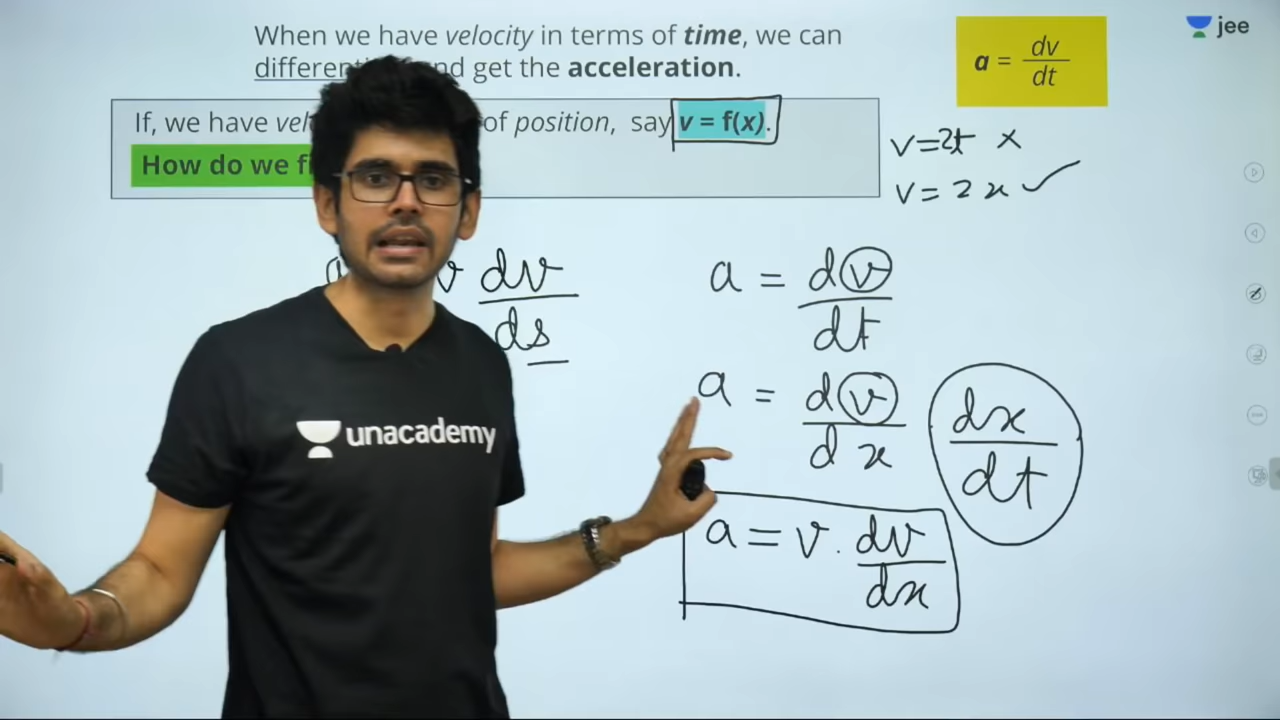 When we have velocity in terms of time, we can
and get the acceleration.
a = dv/dt
jee
If, we have of position, say v = f(x).
How do we
v=2t ×
v = 2x ✓
v dv/ds
a = dv/dt
a = dv/dx dx/dt
a = v . dv/dx
unacademy